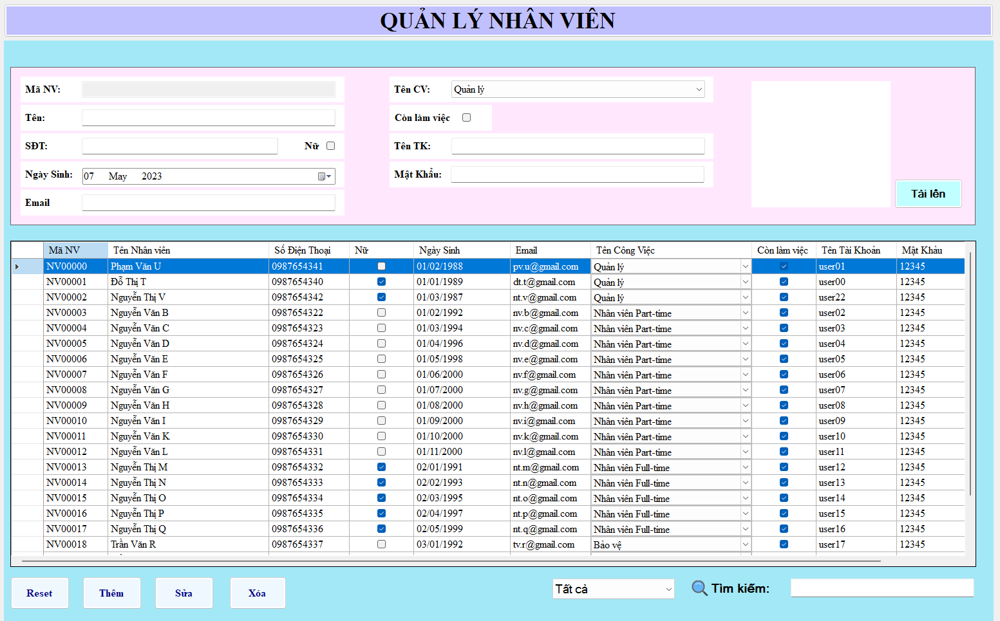 QUẢN LÝ NHÂN VIÊN
Mã NV:
Tên:
SĐT: Nữ
Ngày Sinh: 07 May 2023
Email
Tên CV: Quản lý
Còn làm việc
Tên TK:
Mật Khẩu:
Tải lên
Mã NV Tên Nhân viên Số Điện Thoại Nữ Ngày Sinh Email Tên Công Việc Còn làm việc Tên Tài Khoản Mật Khẩu
NV00000 Phạm Văn U 0987654341 01/02/1988 pv.u@gmail.com Quản lý user01 12345
NV00001 Đỗ Thị T 0987654340 01/01/1989 dt.t@gmail.com Quản lý user00 12345
NV00002 Nguyễn Thị V 0987654342 01/03/1987 nt.v@gmail.com Quản lý user22 12345
NV00003 Nguyễn Văn B 0987654322 01/02/1992 nv.b@gmail.com Nhân viên Part-time user02 12345
NV00004 Nguyễn Văn C 0987654323 01/03/1994 nv.c@gmail.com Nhân viên Part-time user03 12345
NV00005 Nguyễn Văn D 0987654324 01/04/1996 nv.d@gmail.com Nhân viên Part-time user04 12345
NV00006 Nguyễn Văn E 0987654325 01/05/1998 nv.e@gmail.com Nhân viên Part-time user05 12345
NV00007 Nguyễn Văn F 0987654326 01/06/2000 nv.f@gmail.com Nhân viên Part-time user06 12345
NV00008 Nguyễn Văn G 0987654327 01/07/2000 nv.g@gmail.com Nhân viên Part-time user07 12345
NV00009 Nguyễn Văn H 0987654328 01/08/2000 nv.h@gmail.com Nhân viên Part-time user08 12345
NV00010 Nguyễn Văn I 0987654329 01/09/2000 nv.i@gmail.com Nhân viên Part-time user09 12345
NV00011 Nguyễn Văn K 0987654330 01/10/2000 nv.k@gmail.com Nhân viên Part-time user10 12345
NV00012 Nguyễn Văn L 0987654331 01/11/2000 nv.l@gmail.com Nhân viên Part-time user11 12345
NV00013 Nguyễn Thị M 0987654332 02/01/1991 nt.m@gmail.com Nhân viên Full-time user12 12345
NV00014 Nguyễn Thị N 0987654333 02/02/1993 nt.n@gmail.com Nhân viên Full-time user13 12345
NV00015 Nguyễn Thị O 0987654334 02/03/1995 nt.o@gmail.com Nhân viên Full-time user14 12345
NV00016 Nguyễn Thị P 0987654335 02/04/1997 nt.p@gmail.com Nhân viên Full-time user15 12345
NV00017 Nguyễn Thị Q 0987654336 02/05/1999 nt.q@gmail.com Nhân viên Full-time user16 12345
NV00018 Trần Văn R 0987654337 03/01/1992 tv.r@gmail.com Bảo vệ user17 12345
Reset Thêm Sửa Xóa Tất cả Tìm kiếm: